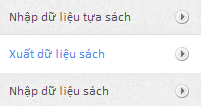 Nhập dữ liệu tựa sách
Xuất dữ liệu sách
Nhập dữ liệu sách